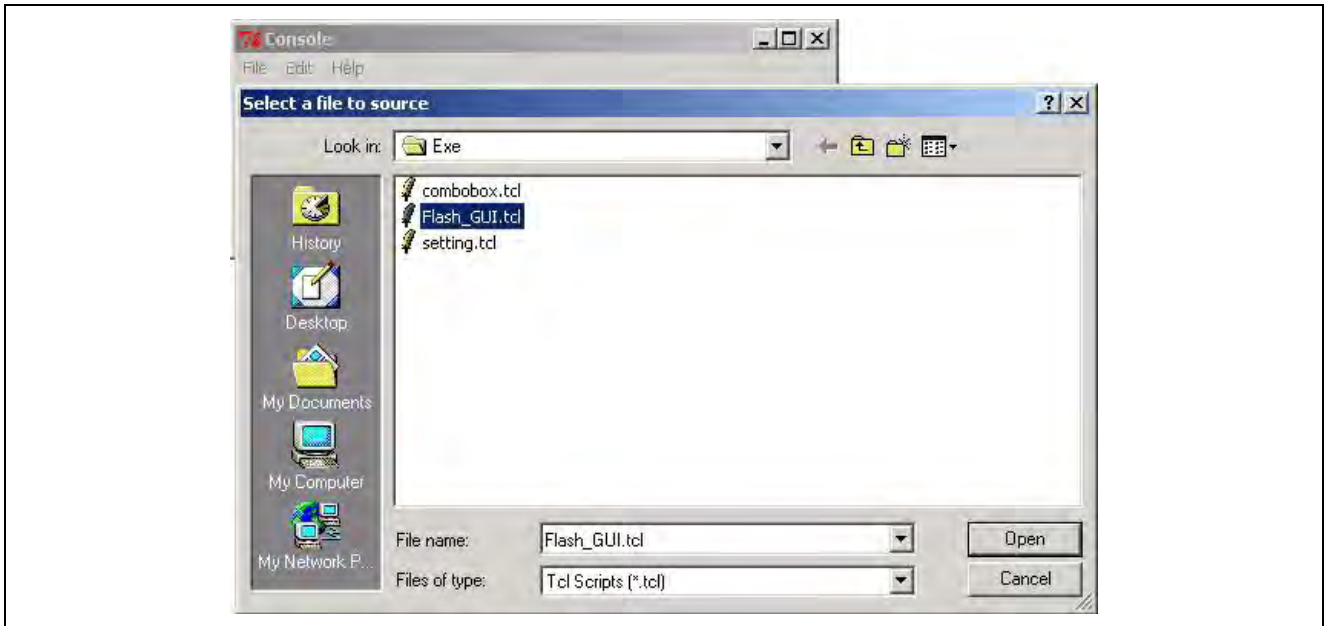 Console
File Edit Help
Select a file to source
Look in: Exe
combobox.tcl
Flash_GUI.tcl
setting.tcl
History
Desktop
My Documents
My Computer
My Network P...
File name: Flash_GUI.tcl Open
Files of type: Tcl Scripts (*.tcl) Cancel